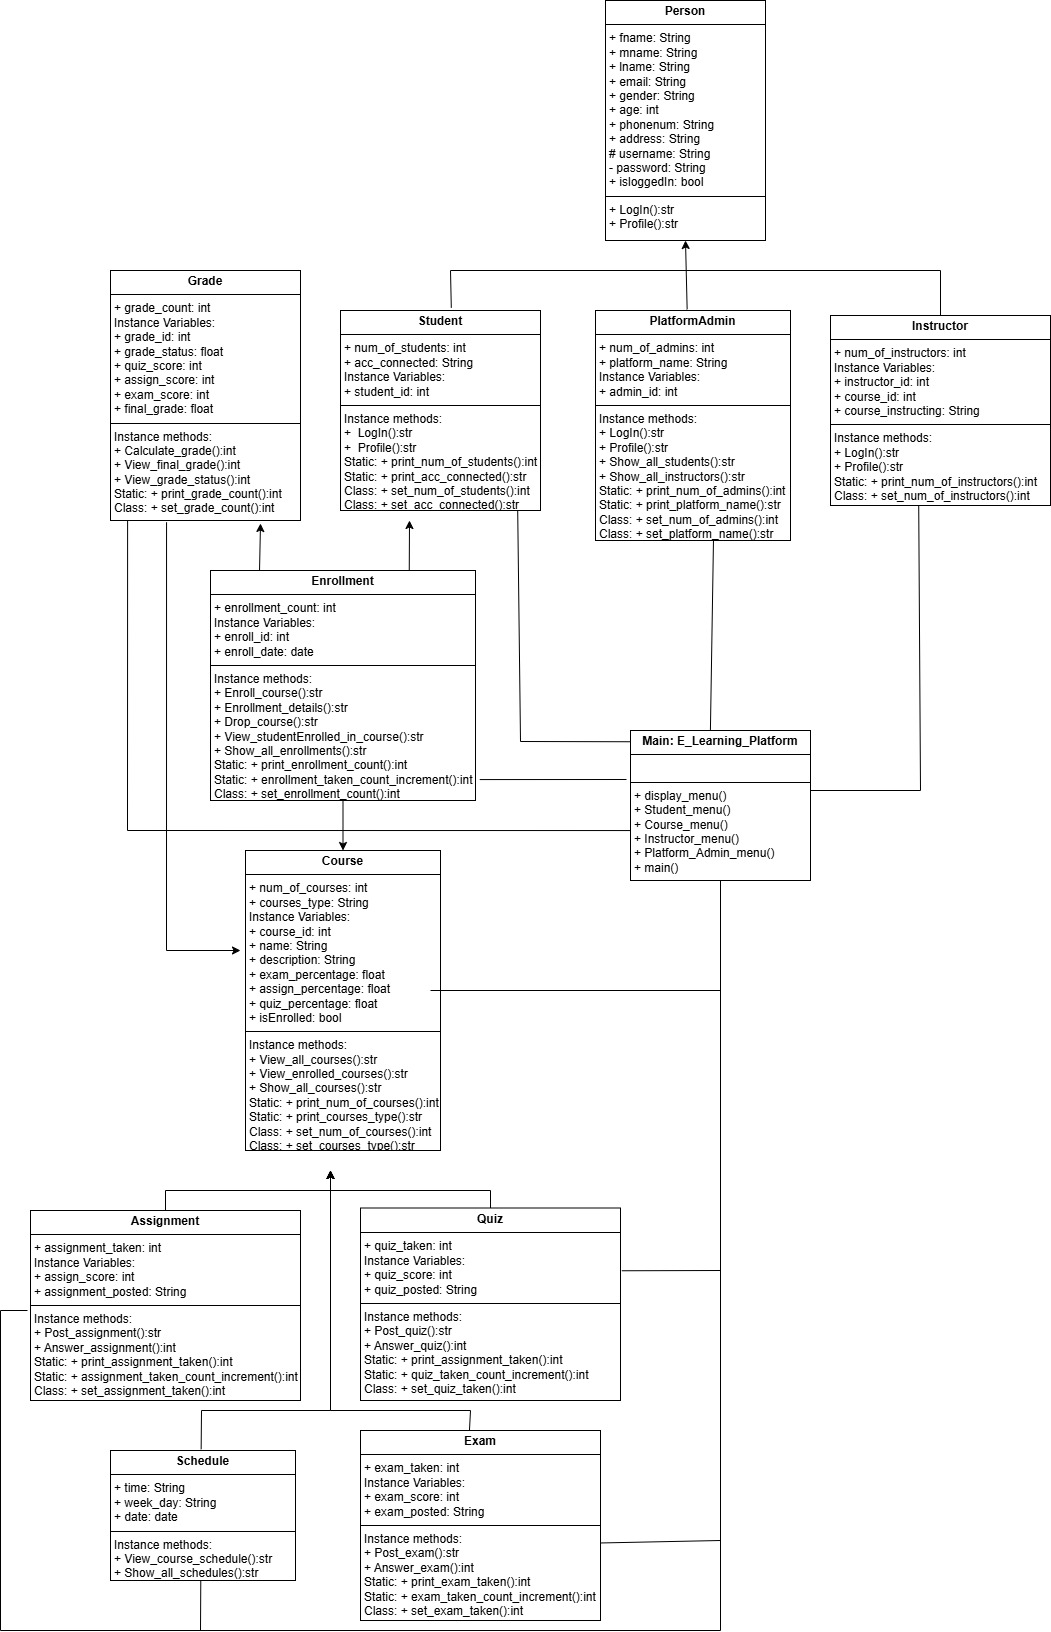 Person
+ fname: String
+ mname: String
+ lname: String
+ email: String
+ gender: String
+ age: int
+ phonenum: String
+ address: String
# username: String
- password: String
+ isloggedIn: bool
+ LogIn():str
+ Profile():str
Grade
+ grade_count: int
Instance Variables:
+ grade_id: int
+ grade_status: float
+ quiz_score: int
+ assign_score: int
+ exam_score: int
+ final_grade: float
Instance methods:
+ Calculate_grade():int
+ View_final_grade():int
+ View_grade_status():int
Static: + print_grade_count():int
Class: + set_grade_count():int
Student
+ num_of_students: int
+ acc_connected: String
Instance Variables:
+ student_id: int
Instance methods:
+  LogIn():str
+  Profile():str
Static: + print_num_of_students():int
Static: + print_acc_connected():str
Class: + set_num_of_students():int
Class: + set_acc_connected():str
PlatformAdmin
+ num_of_admins: int
+ platform_name: String
Instance Variables:
+ admin_id: int
Instance methods:
+ LogIn():str
+ Profile():str
+ Show_all_students():str
+ Show_all_instructors():str
Static: + print_num_of_admins():int
Static: + print_platform_name():str
Class: + set_num_of_admins():int
Class: + set_platform_name():str
Instructor
+ num_of_instructors: int
Instance Variables:
+ instructor_id: int
+ course_id: int
+ course_instructing: String
Instance methods:
+ LogIn():str
+ Profile():str
Static: + print_num_of_instructors():int
Class: + set_num_of_instructors():int
Enrollment
+ enrollment_count: int
Instance Variables:
+ enroll_id: int
+ enroll_date: date
Instance methods:
+ Enroll_course():str
+ Enrollment_details():str
+ Drop_course():str
+ View_studentEnrolled_in_course():str
+ Show_all_enrollments():str
Static: + print_enrollment_count():int
Static: + enrollment_taken_count_increment():int
Class: + set_enrollment_count():int
Main: E_Learning_Platform
+ display_menu()
+ Student_menu()
+ Course_menu()
+ Instructor_menu()
+ Platform_Admin_menu()
+ main()
Course
+ num_of_courses: int
+ courses_type: String
Instance Variables:
+ course_id: int
+ name: String
+ description: String
+ exam_percentage: float
+ assign_percentage: float
+ quiz_percentage: float
+ isEnrolled: bool
Instance methods:
+ View_all_courses():str
+ View_enrolled_courses():str
+ Show_all_courses():str
Static: + print_num_of_courses():int
Static: + print_courses_type():str
Class: + set_num_of_courses():int
Class: + set_courses_type():str
Assignment
+ assignment_taken: int
Instance Variables:
+ assign_score: int
+ assignment_posted: String
Instance methods:
+ Post_assignment():str
+ Answer_assignment():int
Static: + print_assignment_taken():int
Static: + assignment_taken_count_increment():int
Class: + set_assignment_taken():int
Quiz
+ quiz_taken: int
Instance Variables:
+ quiz_score: int
+ quiz_posted: String
Instance methods:
+ Post_quiz():str
+ Answer_quiz():int
Static: + print_assignment_taken():int
Static: + quiz_taken_count_increment():int
Class: + set_quiz_taken():int
Schedule
+ time: String
+ week_day: String
+ date: date
Instance methods:
+ View_course_schedule():str
+ Show_all_schedules():str
Exam
+ exam_taken: int
Instance Variables:
+ exam_score: int
+ exam_posted: String
Instance methods:
+ Post_exam():str
+ Answer_exam():int
Static: + print_exam_taken():int
Static: + exam_taken_count_increment():int
Class: + set_exam_taken():int